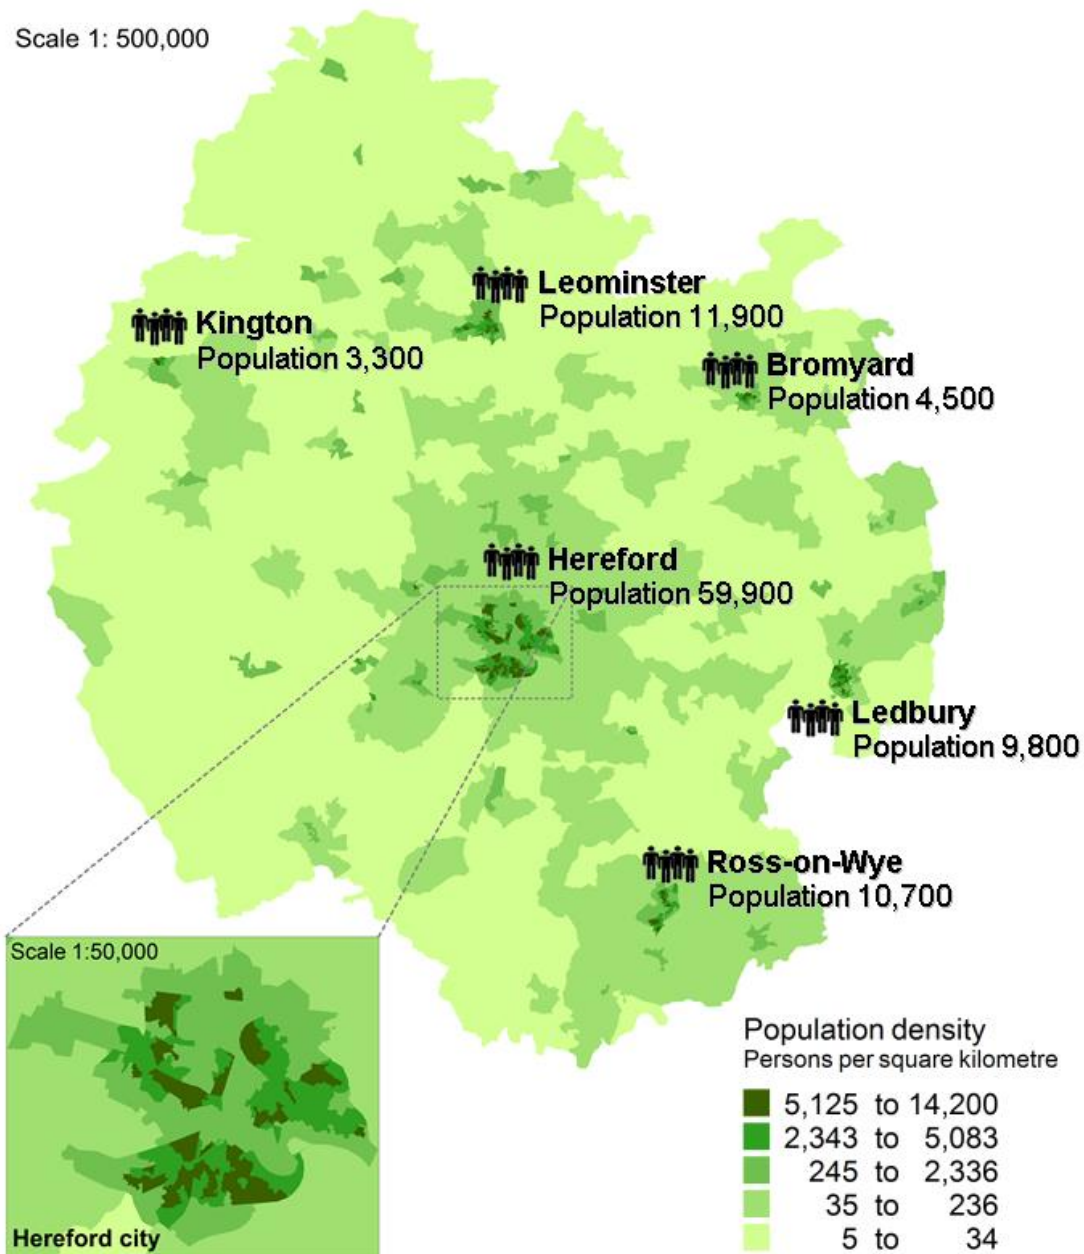 Scale 1: 500,000
Leominster
Population 11,900
Kington
Population 3,300
Bromyard
Population 4,500
Hereford
Population 59,900
Ledbury
Population 9,800
Ross-on-Wye
Population 10,700
Scale 1:50,000
Hereford city
Population density
Persons per square kilometre
5,125 to 14,200
2,343 to 5,083
245 to 2,336
35 to 236
5 to 34